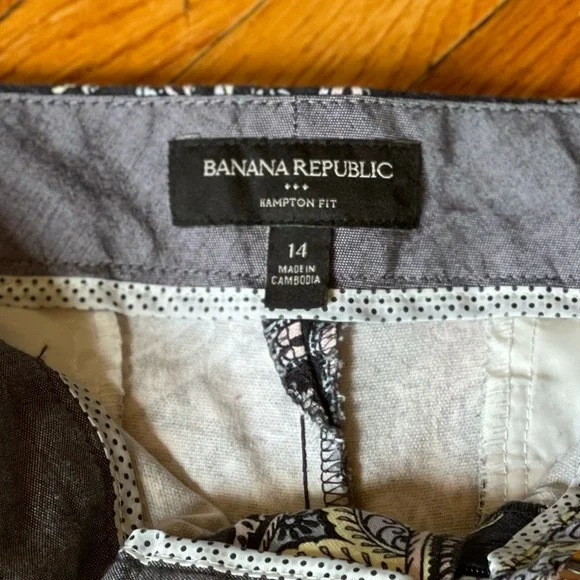 BANANA REPUBLIC
HAMPTON FIT
14
MADE IN
CAMBODIA